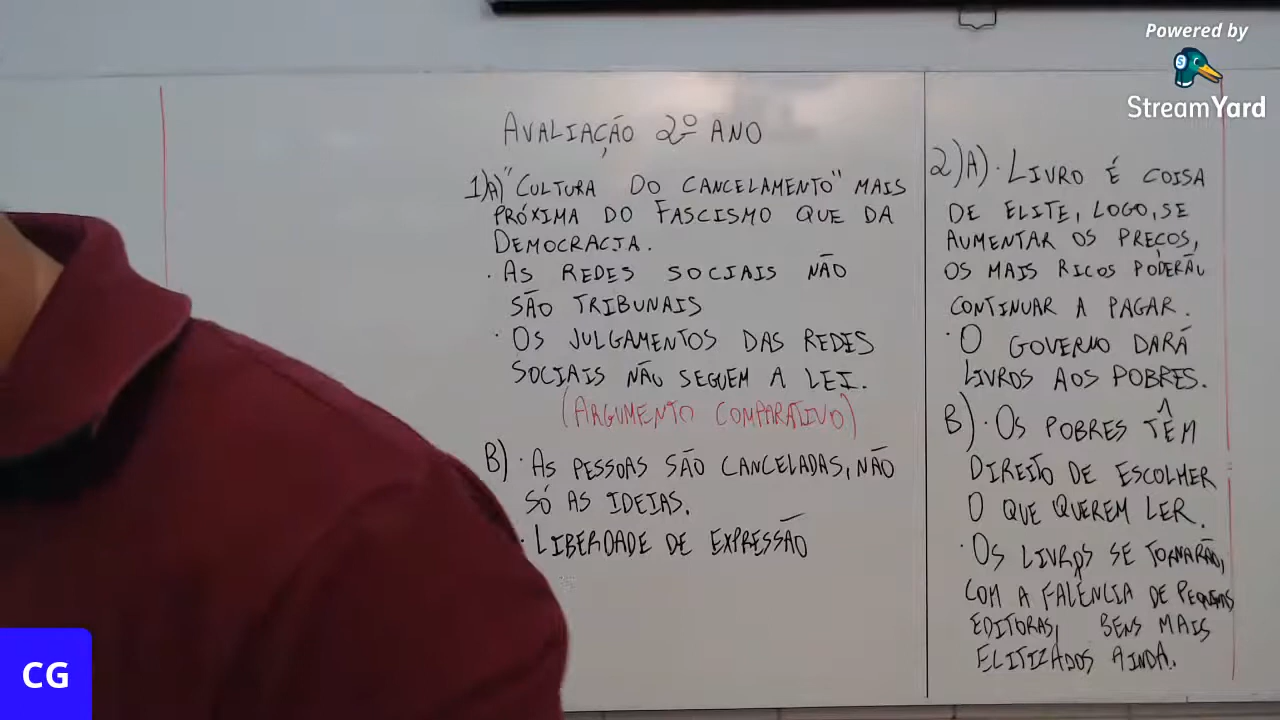 Powered by
StreamYard
AVALIAÇÃO 2º ANO
1)A) "CULTURA DO CANCELAMENTO" MAIS
PRÓXIMA DO FASCISMO QUE DA
DEMOCRACIA.
· AS REDES SOCIAIS NÃO
SÃO TRIBUNAIS
· OS JULGAMENTOS DAS REDES
SOCIAIS NÃO SEGUEM A LEI.
(ARGUMENTO COMPARATIVO)
B) · AS PESSOAS SÃO CANCELADAS, NÃO
SÓ AS IDEIAS.
· LIBERDADE DE EXPRESSÃO
2)A) · LIVRO É COISA
DE ELITE, LOGO, SE
AUMENTAR OS PREÇOS,
OS MAIS RICOS PODERÃO
CONTINUAR A PAGAR.
· O GOVERNO DARÁ
LIVROS AOS POBRES.
B) · OS POBRES TÊM
DIREITO DE ESCOLHER
O QUE QUEREM LER.
· OS LIVROS SE TORNARÃO,
COM A FALÊNCIA DE PEQUENAS
EDITORAS, BENS MAIS
ELITIZADOS AINDA.
CG